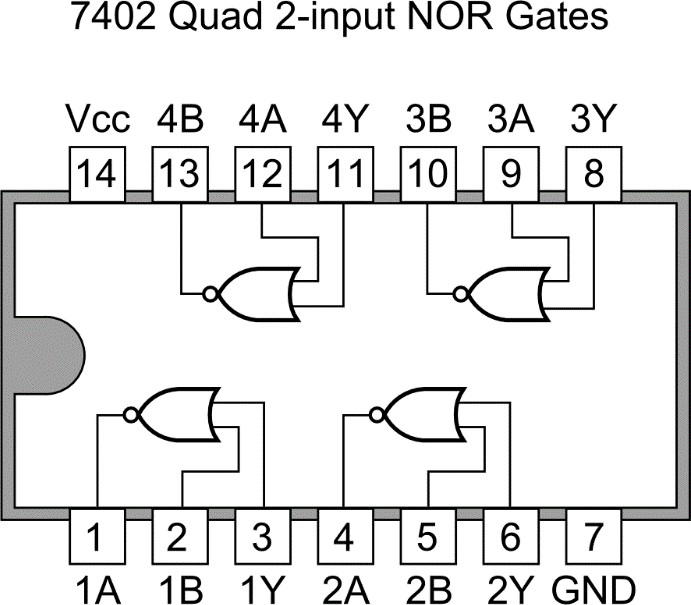 7402 Quad 2-input NOR Gates
Vcc 4B 4A 4Y 3B 3A 3Y
14 13 12 11 10 9 8
1 2 3 4 5 6 7
1A 1B 1Y 2A 2B 2Y GND